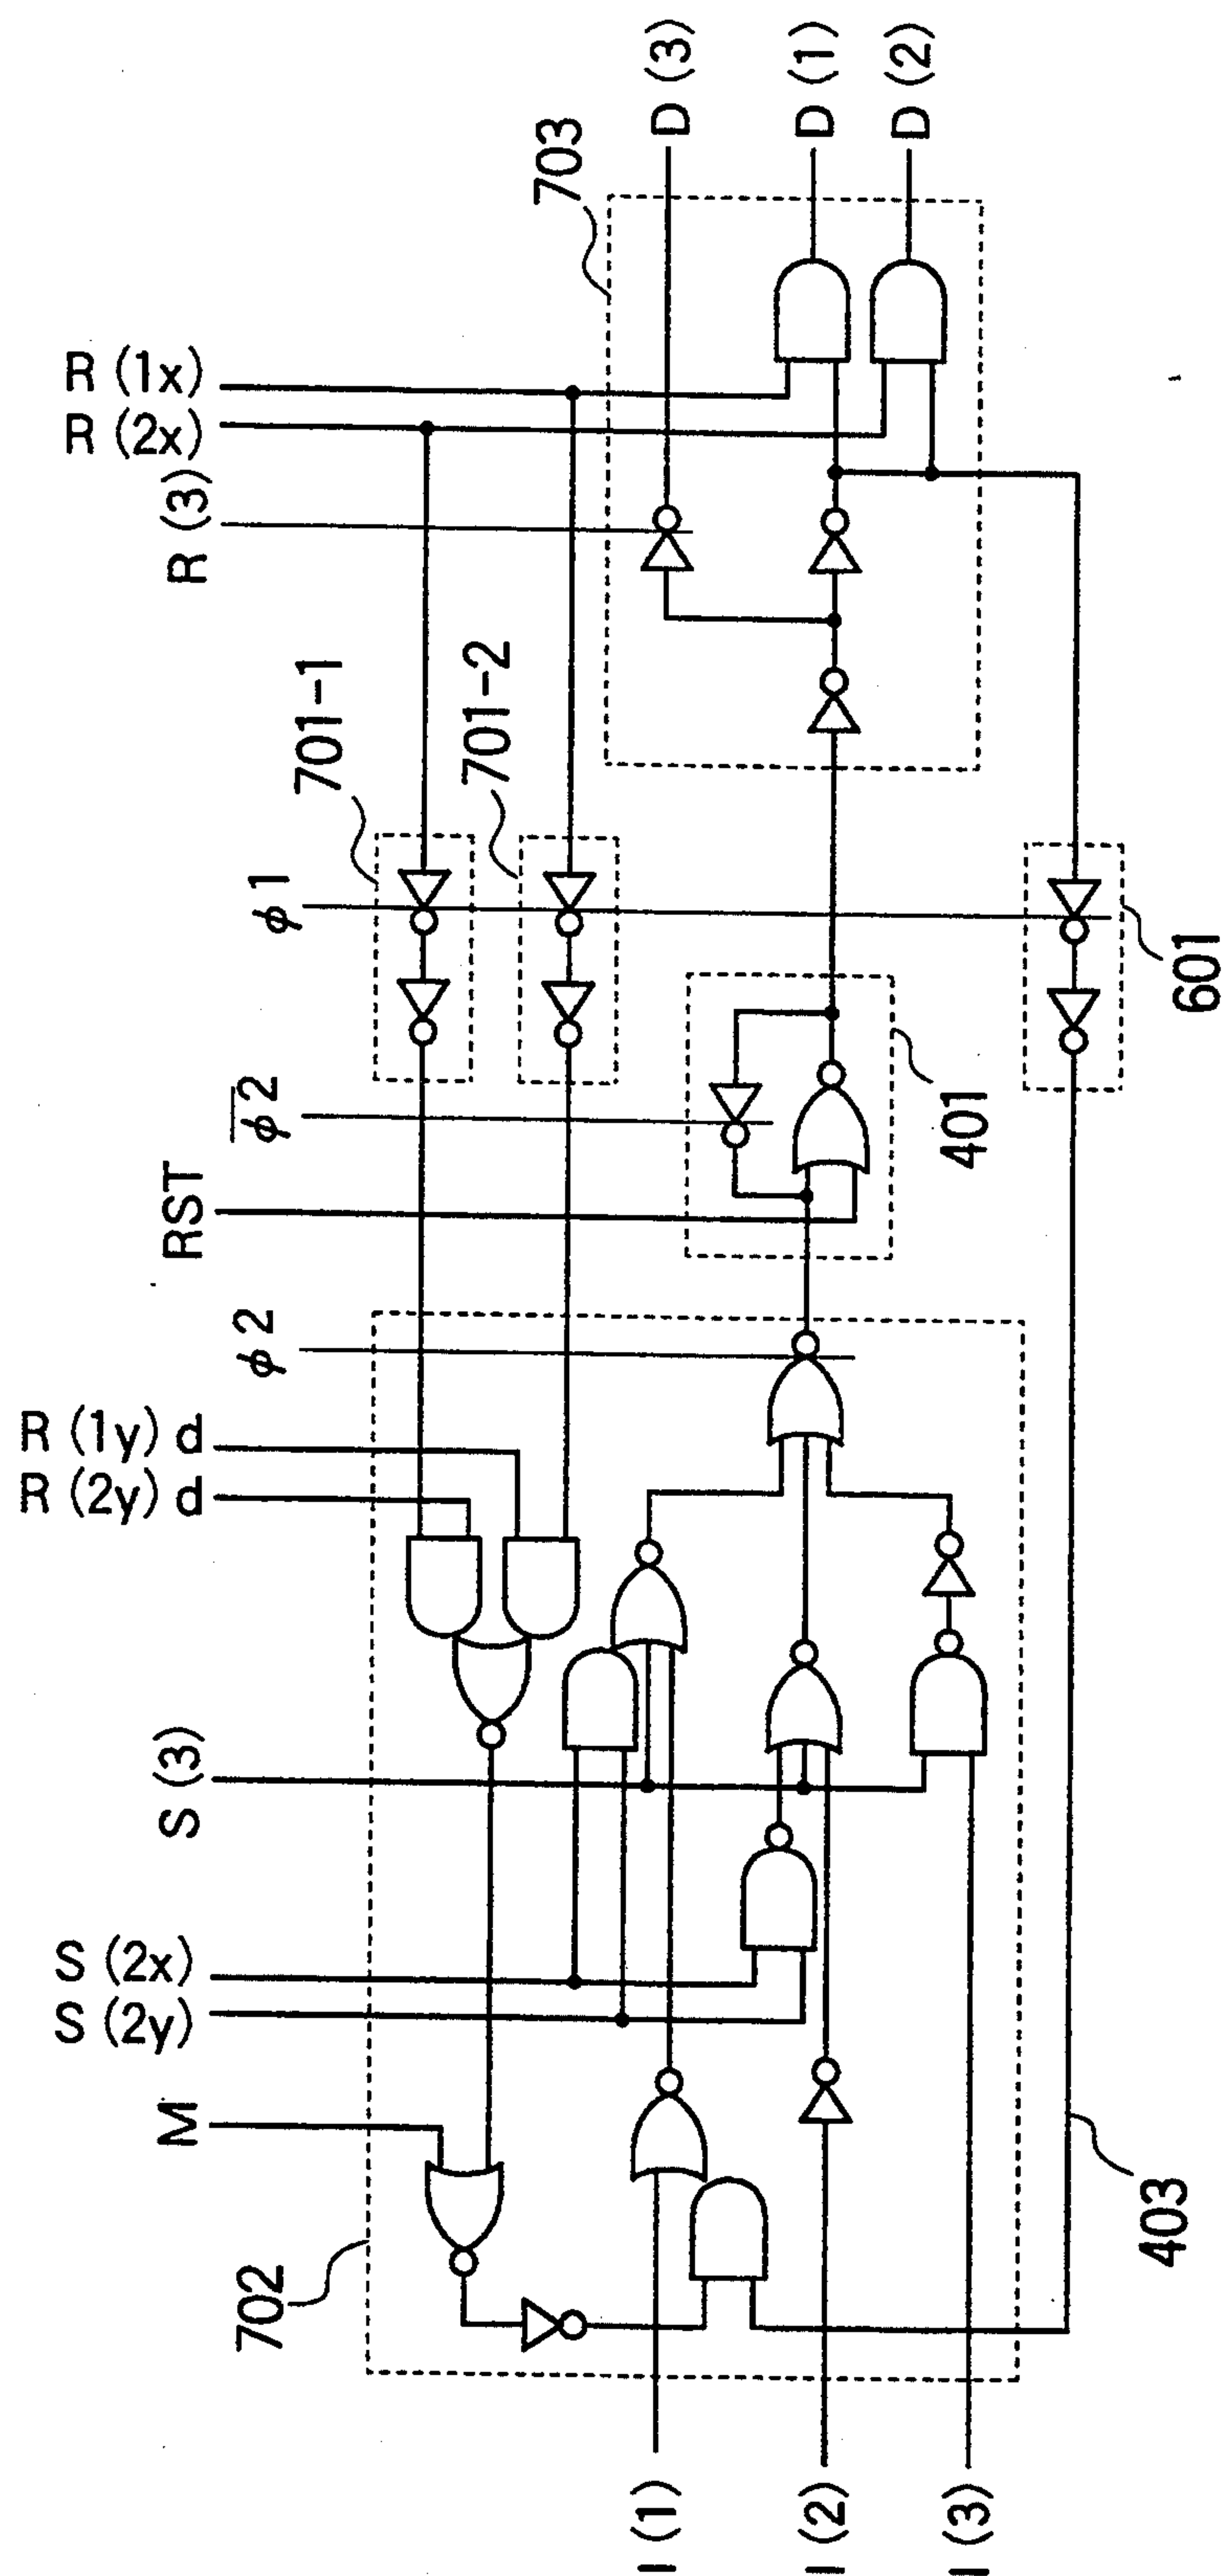 R (1x)
R (2x)
R (3)
φ1
φ2
RST
φ2
R (1y) d
R (2y) d
S (3)
S (2x)
S (2y)
M
I (1)
I (2)
I (3)
D (3)
D (1)
D (2)
701-1
701-2
703
401
601
702
403